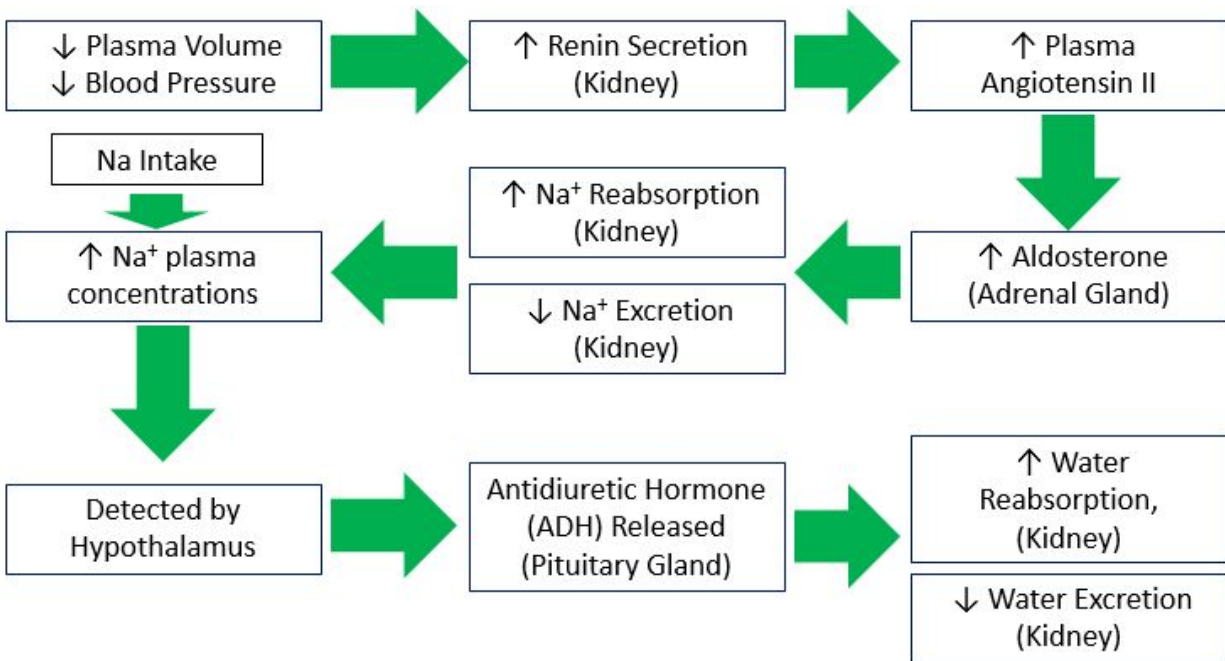 ↓ Plasma Volume
↓ Blood Pressure
↑ Renin Secretion
(Kidney)
↑ Plasma
Angiotensin II
Na Intake
↑ Na⁺ Reabsorption
(Kidney)
↑ Na⁺ plasma
concentrations
↑ Aldosterone
(Adrenal Gland)
↓ Na⁺ Excretion
(Kidney)
Detected by
Hypothalamus
Antidiuretic Hormone
(ADH) Released
(Pituitary Gland)
↑ Water
Reabsorption,
(Kidney)
↓ Water Excretion
(Kidney)